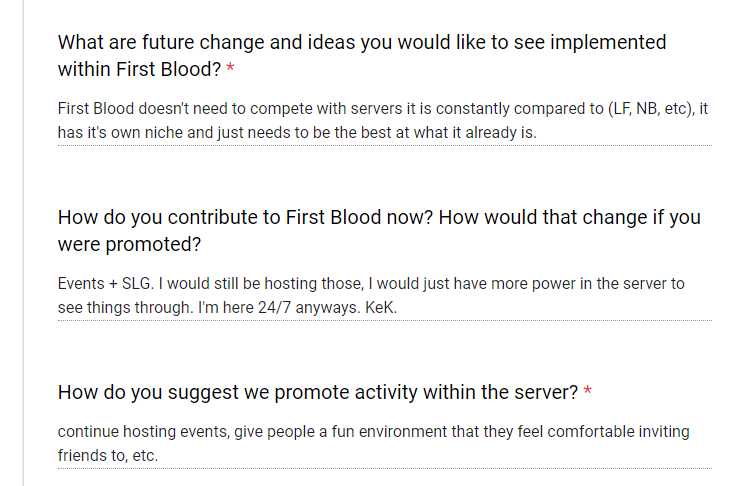 What are future change and ideas you would like to see implemented
within First Blood? *
First Blood doesn't need to compete with servers it is constantly compared to (LF, NB, etc), it
has it's own niche and just needs to be the best at what it already is.
How do you contribute to First Blood now? How would that change if you
were promoted?
Events + SLG. I would still be hosting those, I would just have more power in the server to
see things through. I'm here 24/7 anyways. KeK.
How do you suggest we promote activity within the server? *
continue hosting events, give people a fun environment that they feel comfortable inviting
friends to, etc.